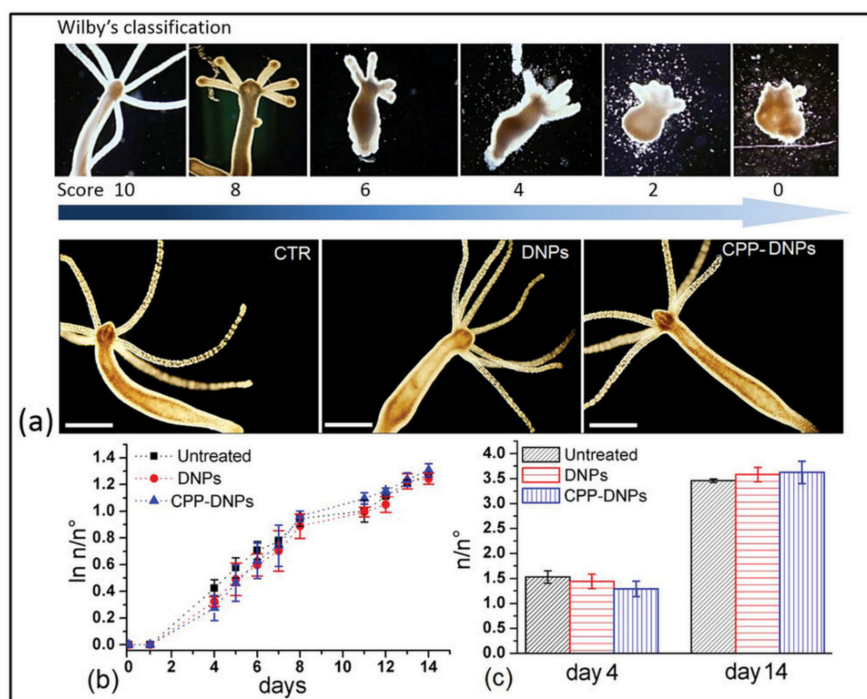 Wilby's classification
Score 10 8 6 4 2 0
CTR DNPs CPP-DNPs
(a)
Untreated
DNPs
CPP-DNPs
ln n/n°
1.4
1.2
1.0
0.8
0.6
0.4
0.2
0.0
0 2 4 6 8 10 12 14
days
(b)
Untreated
DNPs
CPP-DNPs
n/n°
4.0
3.5
3.0
2.5
2.0
1.5
1.0
0.5
0.0
day 4 day 14
(c)